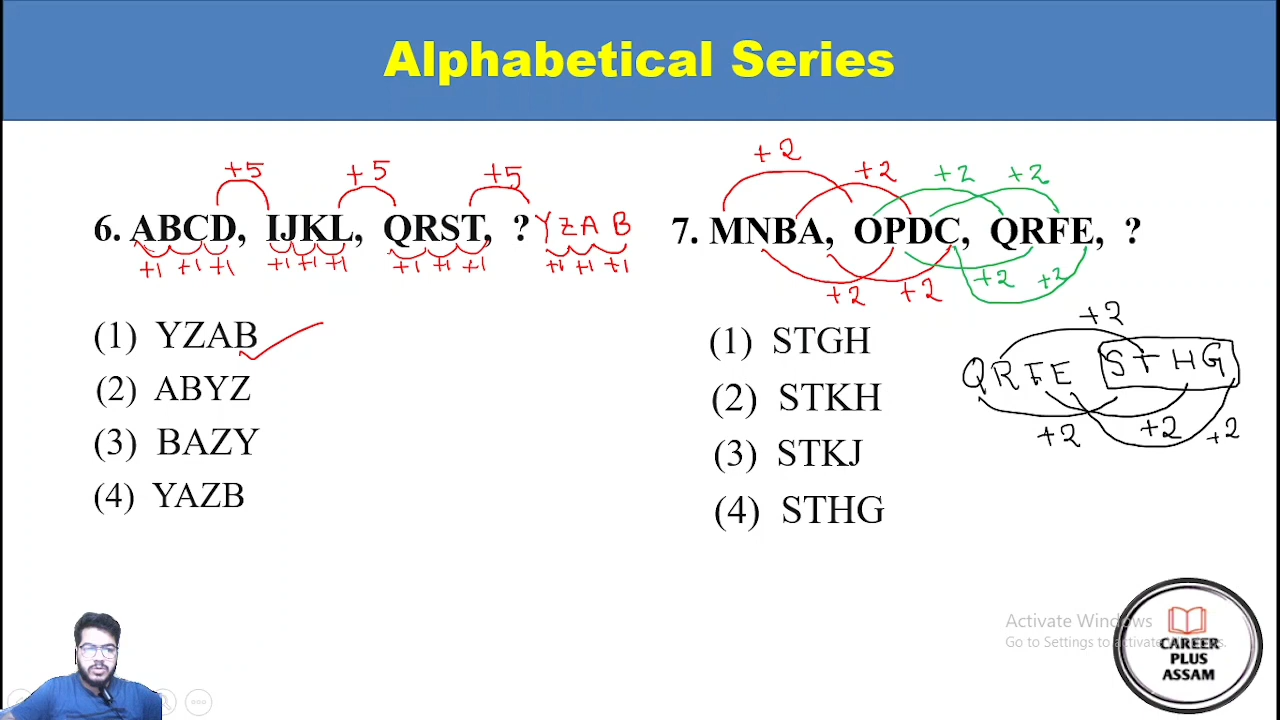 Alphabetical Series
+5 +5 +5
6. ABCD, IJKL, QRST, ? YZAB
+1 +1 +1 +1 +1 +1 +1 +1 +1 +1 +1 +1
(1) YZAB
(2) ABYZ
(3) BAZY
(4) YAZB
+2 +2 +2 +2
7. MNBA, OPDC, QRFE, ?
+2 +2 +2 +2
(1) STGH
(2) STKH
(3) STKJ
(4) STHG
+2
QRFE STHG
+2 +2 +2
Activate Windows
Go to Settings to activate Windows.
CAREER
PLUS
ASSAM